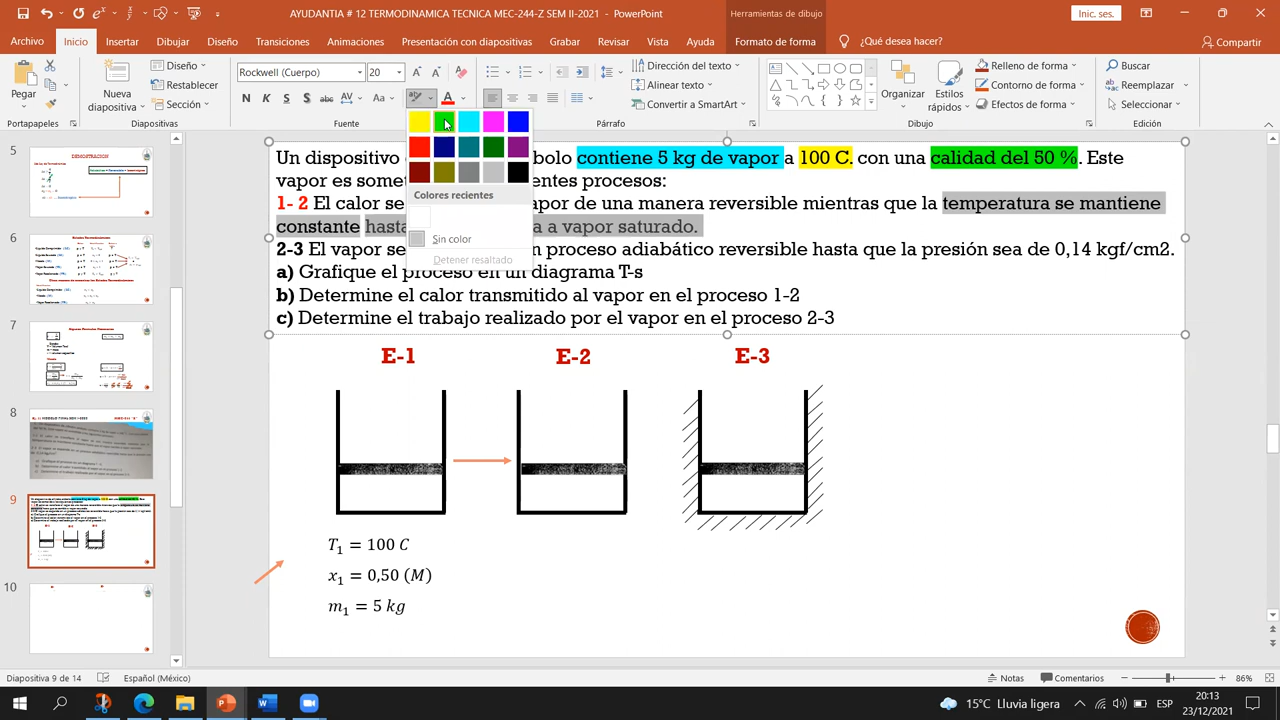 AYUDANTIA # 12 TERMODINAMICA TECNICA MEC-244-Z SEM II-2021 - PowerPoint
Herramientas de dibujo
Inic. ses.
Archivo Inicio Insertar Dibujar Diseño Transiciones Animaciones Presentación con diapositivas Grabar Revisar Vista Ayuda Formato de forma ¿Qué desea hacer? Compartir
Pegar
Nueva diapositiva
Diseño
Restablecer
Sección
Rockwell (Cuerpo) 20
N K S S abc AV Aa A
Dirección del texto
Alinear texto
Convertir a SmartArt
Organizar
Estilos rápidos
Relleno de forma
Contorno de forma
Efectos de forma
Buscar
Reemplazar
Seleccionar
Portapapeles Diapositivas Fuente Párrafo Dibujo Edición
Colores recientes
Sin color
Detener resaltado
Un dispositivo bolo contiene 5 kg de vapor a 100 C. con una calidad del 50 %. Este
vapor es somet entes procesos:
1- 2 El calor se apor de una manera reversible mientras que la temperatura se mantiene
constante hasta a a vapor saturado.
2-3 El vapor se n proceso adiabático reversible hasta que la presión sea de 0,14 kgf/cm2.
a) Grafique el proceso en un diagrama T-s
b) Determine el calor transmitido al vapor en el proceso 1-2
c) Determine el trabajo realizado por el vapor en el proceso 2-3
E-1 E-2 E-3
T₁ = 100 C
x₁ = 0,50 (M)
m₁ = 5 kg
DEMOSTRACION
7
8
9
10
Diapositiva 9 de 14 Español (México) Notas Comentarios 86%
15°C Lluvia ligera ESP 20:13
23/12/2021